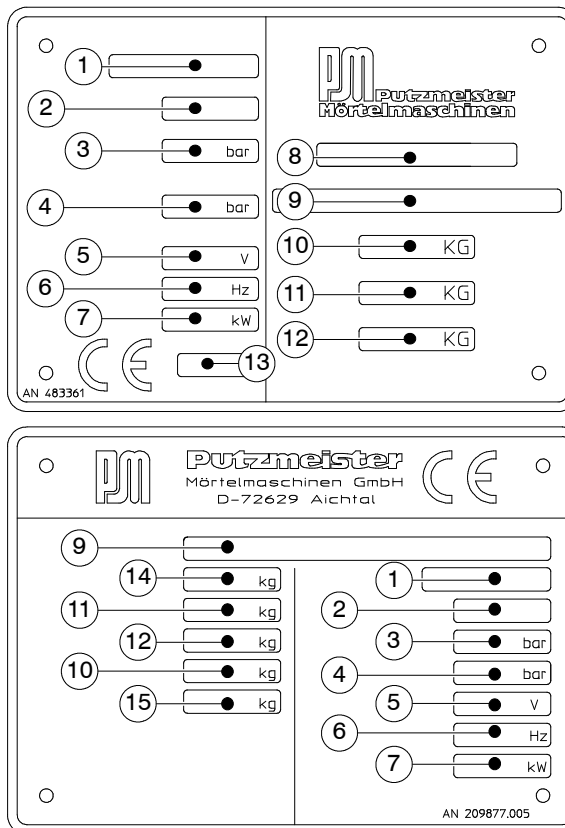 1
2
3 bar
4 bar
5 V
6 Hz
7 kW
13
AN 483361
PM Putzmeister
Mörtelmaschinen
8
9
10 KG
11 KG
12 KG
PM Putzmeister
Mörtelmaschinen GmbH
D-72629 Aichtal
CE
9
14 kg
11 kg
12 kg
10 kg
15 kg
1
2
3 bar
4 bar
5 V
6 Hz
7 kW
AN 209877.005